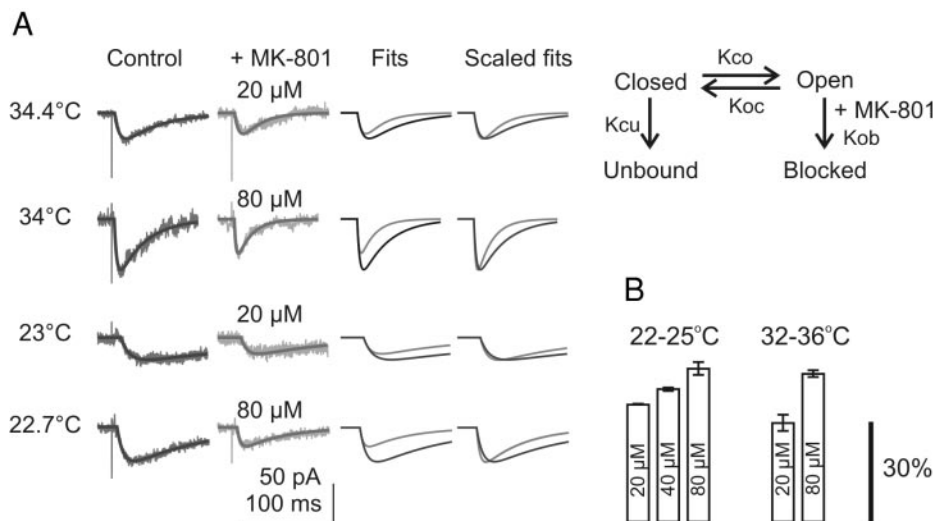 A
Control + MK-801 Fits Scaled fits
34.4°C 20 µM
34°C 80 µM
23°C 20 µM
22.7°C 80 µM
50 pA
100 ms
Kco
Closed Open
Koc
Kcu + MK-801
Kob
Unbound Blocked
B
22-25°C 32-36°C
20 µM 40 µM 80 µM 20 µM 80 µM
30%